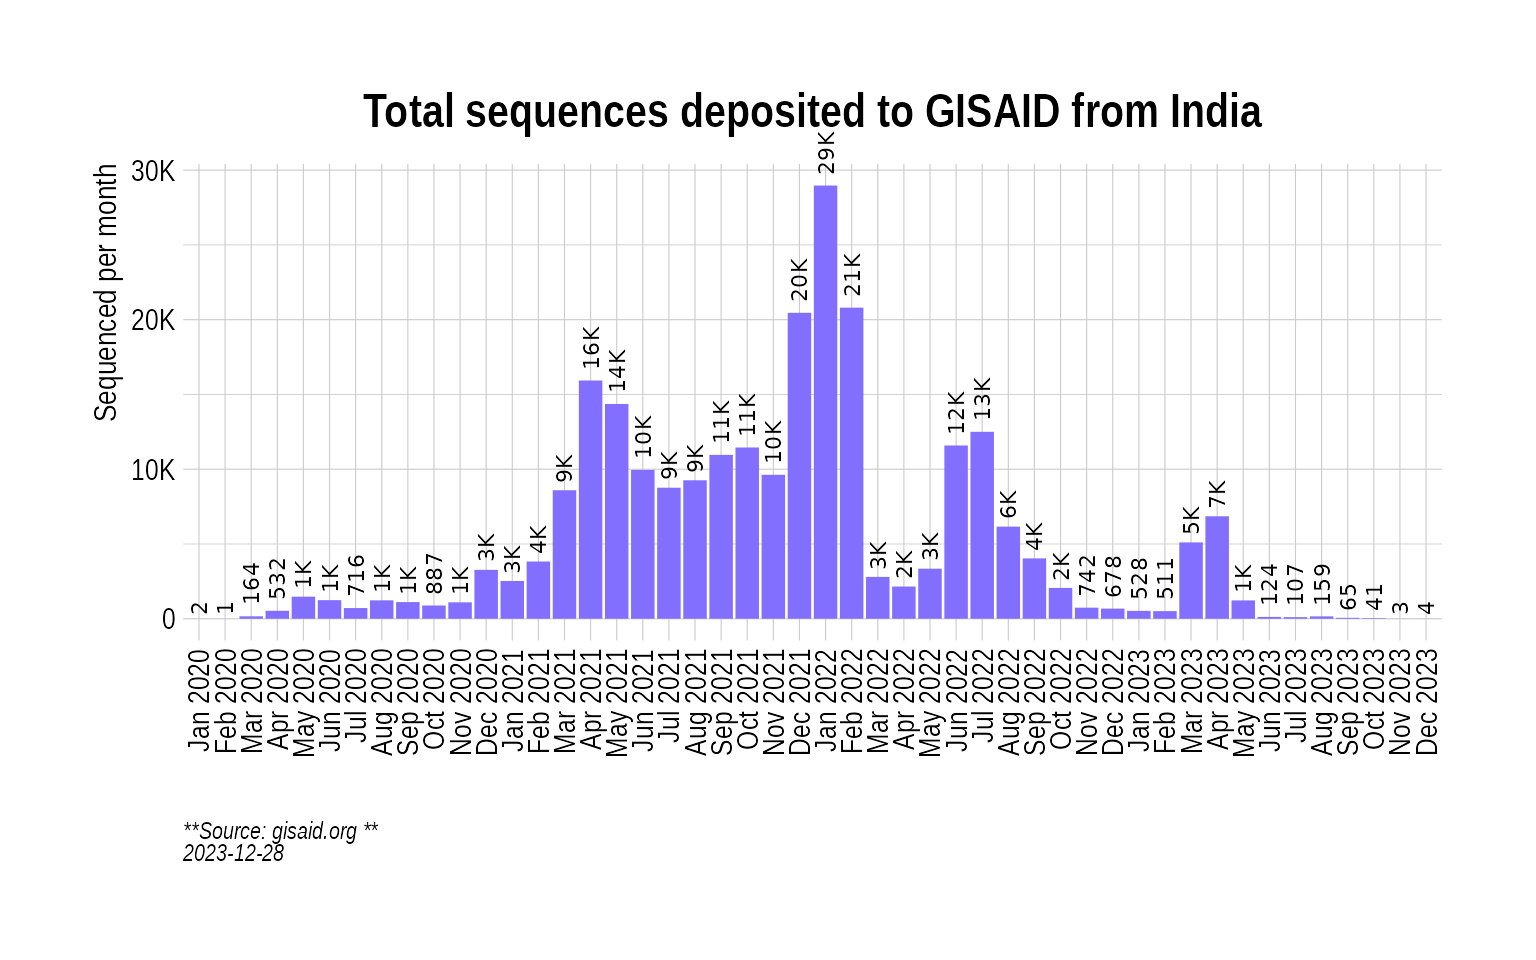 Total sequences deposited to GISAID from India
Sequenced per month
30K
20K
10K
0
2
1
164
532
1K
1K
716
1K
1K
887
1K
3K
3K
4K
9K
16K
14K
10K
9K
9K
11K
11K
10K
20K
29K
21K
3K
2K
3K
12K
13K
6K
4K
2K
742
678
528
511
5K
7K
1K
124
107
159
65
41
3
4
Jan 2020
Feb 2020
Mar 2020
Apr 2020
May 2020
Jun 2020
Jul 2020
Aug 2020
Sep 2020
Oct 2020
Nov 2020
Dec 2020
Jan 2021
Feb 2021
Mar 2021
Apr 2021
May 2021
Jun 2021
Jul 2021
Aug 2021
Sep 2021
Oct 2021
Nov 2021
Dec 2021
Jan 2022
Feb 2022
Mar 2022
Apr 2022
May 2022
Jun 2022
Jul 2022
Aug 2022
Sep 2022
Oct 2022
Nov 2022
Dec 2022
Jan 2023
Feb 2023
Mar 2023
Apr 2023
May 2023
Jun 2023
Jul 2023
Aug 2023
Sep 2023
Oct 2023
Nov 2023
Dec 2023
**Source: gisaid.org **
2023-12-28